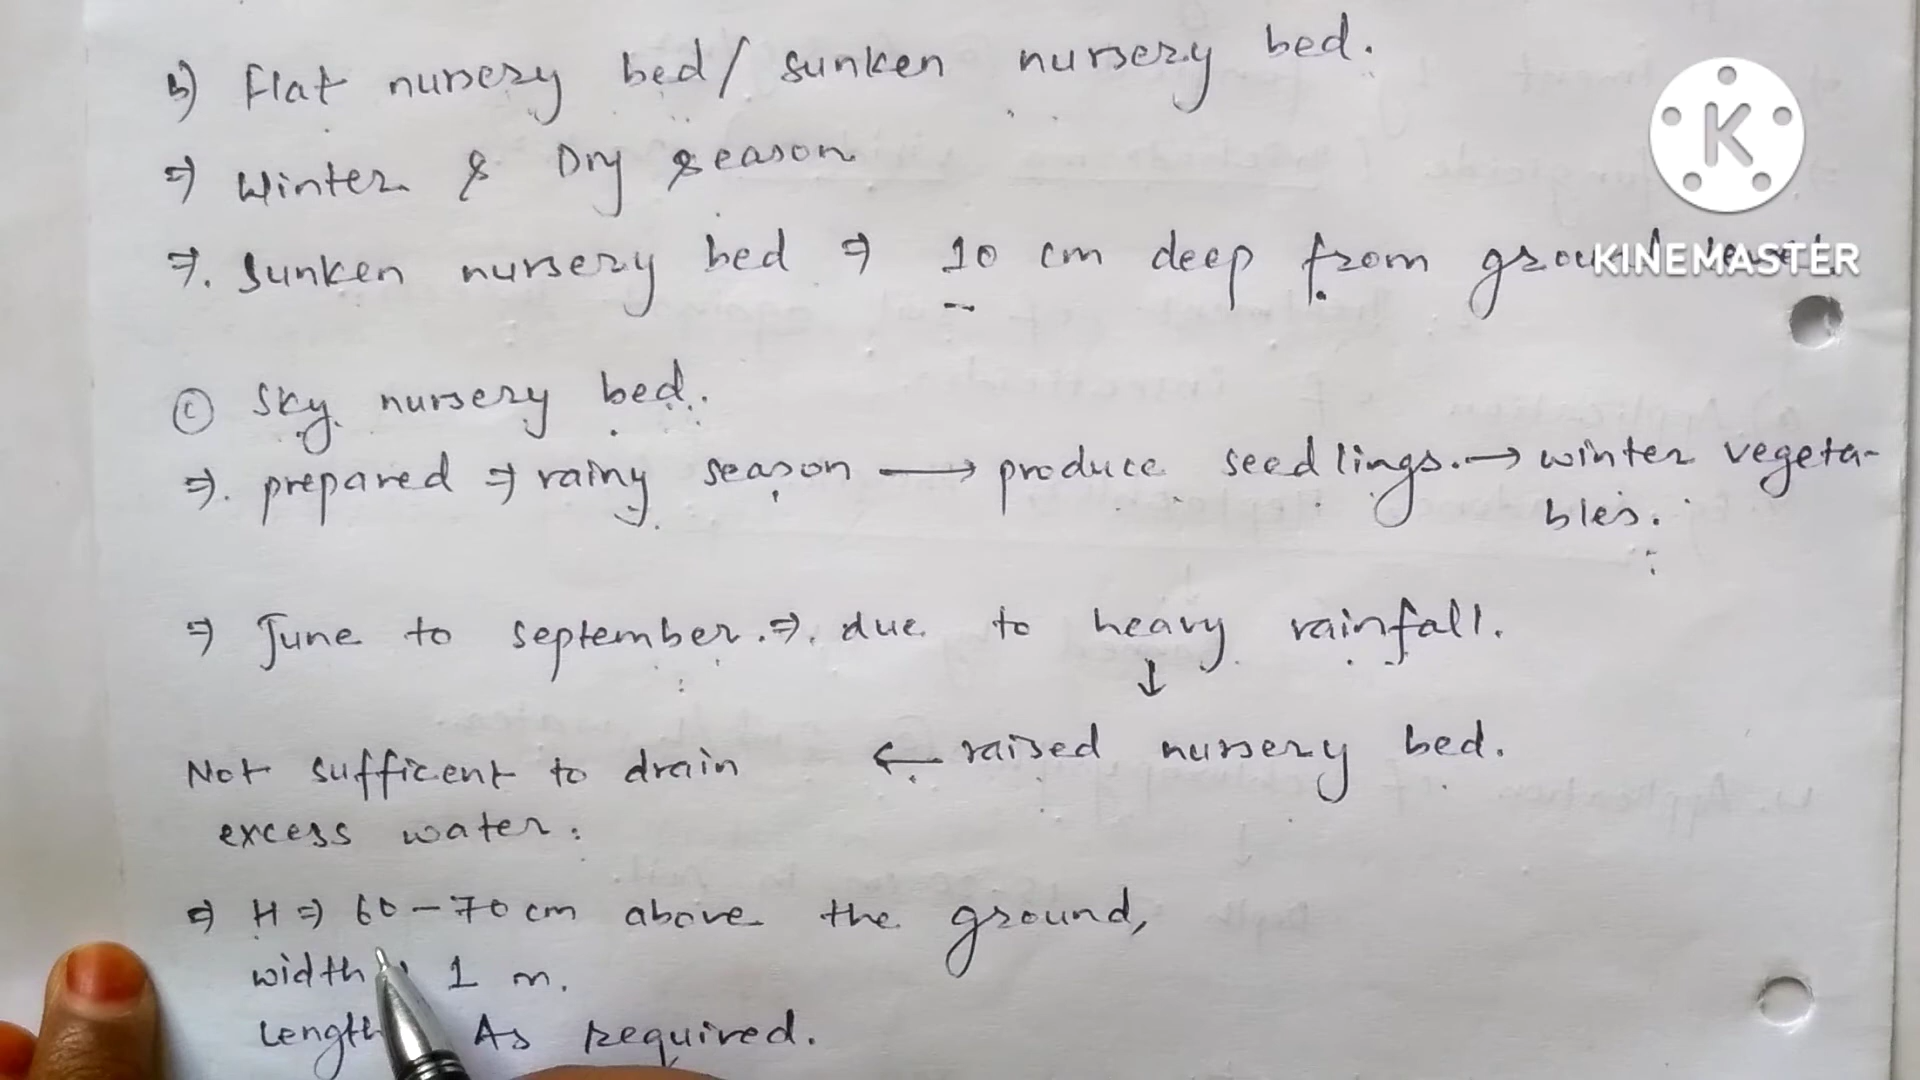 b) Flat nursery bed/ sunken nursery bed.
⇒ Winter & Dry season
⇒. Sunken nursery bed ⇒ 10 cm deep from ground level.
KINEMASTER
© Sky nursery bed.
⇒. prepared ⇒ rainy season → produce seedlings. → winter vegeta-
bles.
⇒ June to september. ⇒. due to heavy rainfall.
↓
Not sufficent to drain ← raised nursery bed.
excess water.
⇒ H ⇒ 60-70 cm above the ground,
width 1 m.
Length As required.